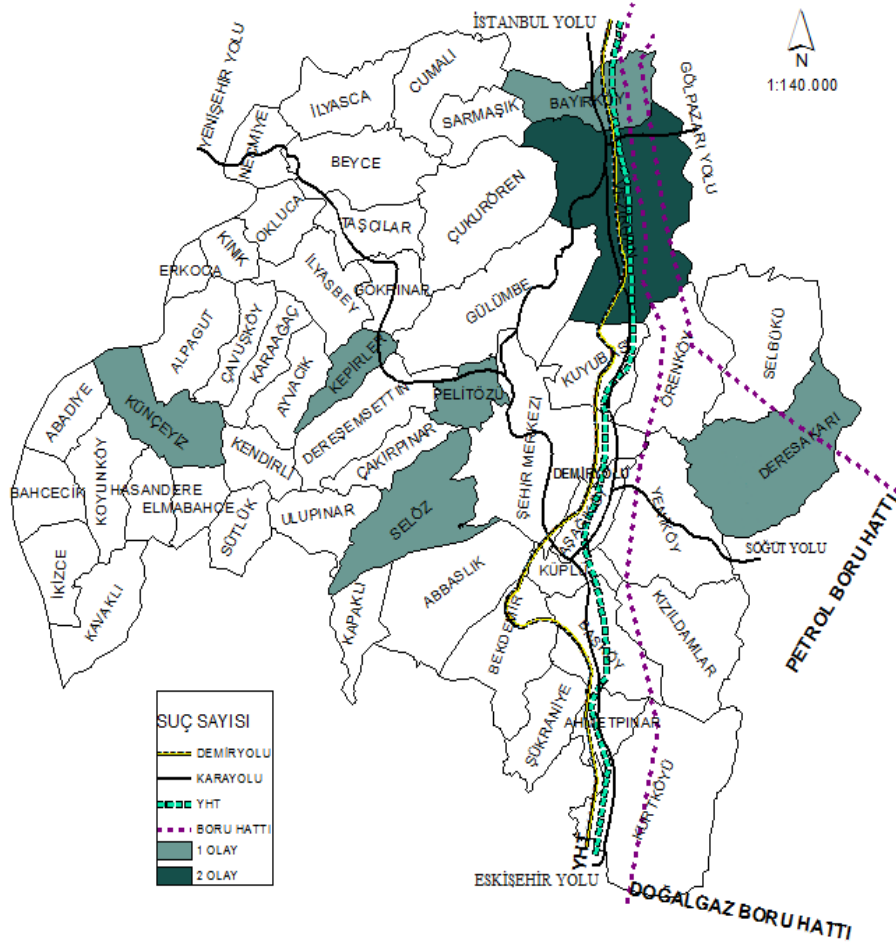 İSTANBUL YOLU
N
1:140.000
YENİŞEHİR YOLU
GÖLPAZARI YOLU
CUMALI
İLYASCA
SARMAŞIK
BAYIRKÖY
NECMİYE
BEYCE
OKLUCA
TAŞCILAR
ÇUKURÖREN
KINIK
ERKOCA
İLYASBEY
GÖKPINAR
GÜLÜMBE
ALPAGUT
ÇAVUŞKÖY
KARAAĞAÇ
AYVACIK
KEPİRLER
PELİTÖZÜ
KUYUBAŞI
ÖRENKÖY
SELBÜKÜ
ABADİYE
KÜNÇEYİZ
DEREŞEMSETTİN
ÇAKIRPINAR
ŞEHİR MERKEZİ
DERESAKARI
KENDİRLİ
DEMİRYOLU
BAHCECİK
KOYUNKÖY
HASANDERE
ELMABAHCE
SÜTLÜK
ULUPINAR
SELÖZ
YENİKÖY
SÖĞÜT YOLU
PETROL BORU HATTI
İKİZCE
KAVAKLI
KAPAKLI
ABBASLIK
KÜPLÜ
BEKDEMİR
BAŞKÖY
KIZILDAMLAR
ŞÜKRANİYE
AHMETPINAR
KURTKÖYÜ
YHT
ESKİŞEHİR YOLU
DOĞALGAZ BORU HATTI
SUÇ SAYISI
DEMİRYOLU
KARAYOLU
YHT
BORU HATTI
1 OLAY
2 OLAY